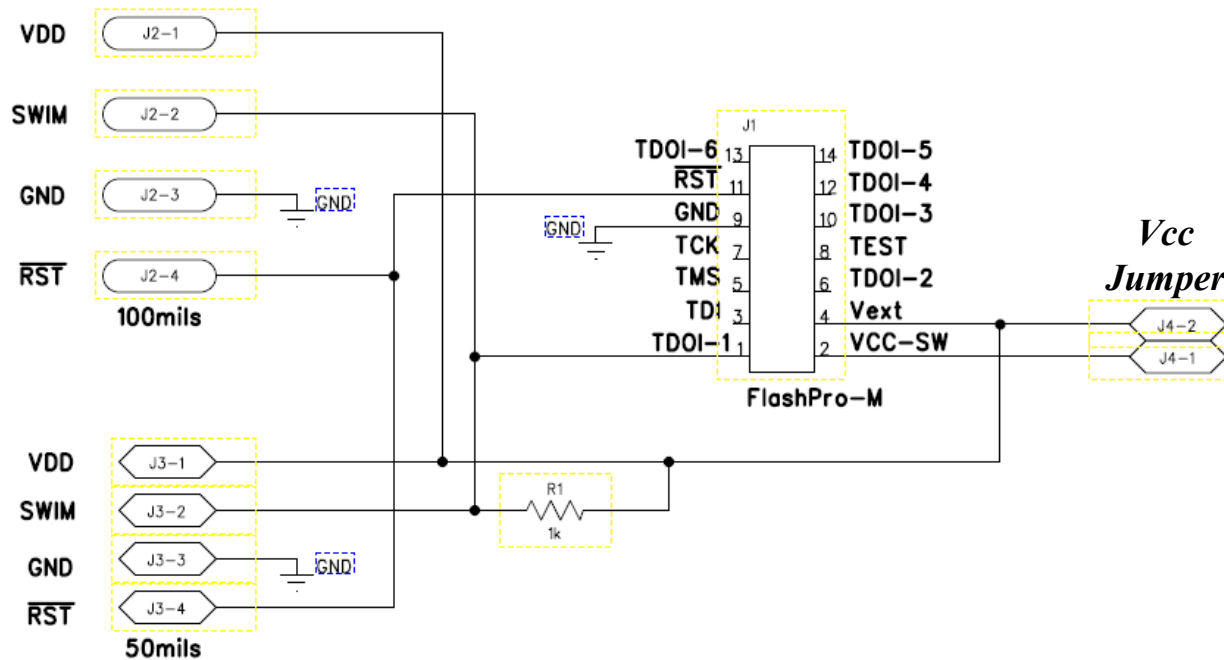 VDD J2-1
SWIM J2-2
GND J2-3 GND
RST J2-4
100mils
J1
TDOI-6 13 14 TDOI-5
RST 11 12 TDOI-4
GND GND 9 10 TDOI-3
TCK 7 8 TEST
TMS 5 6 TDOI-2
TDI 3 4 Vext
TDOI-1 1 2 VCC-SW
FlashPro-M
Vcc
Jumper
J4-2
J4-1
VDD J3-1
SWIM J3-2
R1
1k
GND J3-3 GND
RST J3-4
50mils